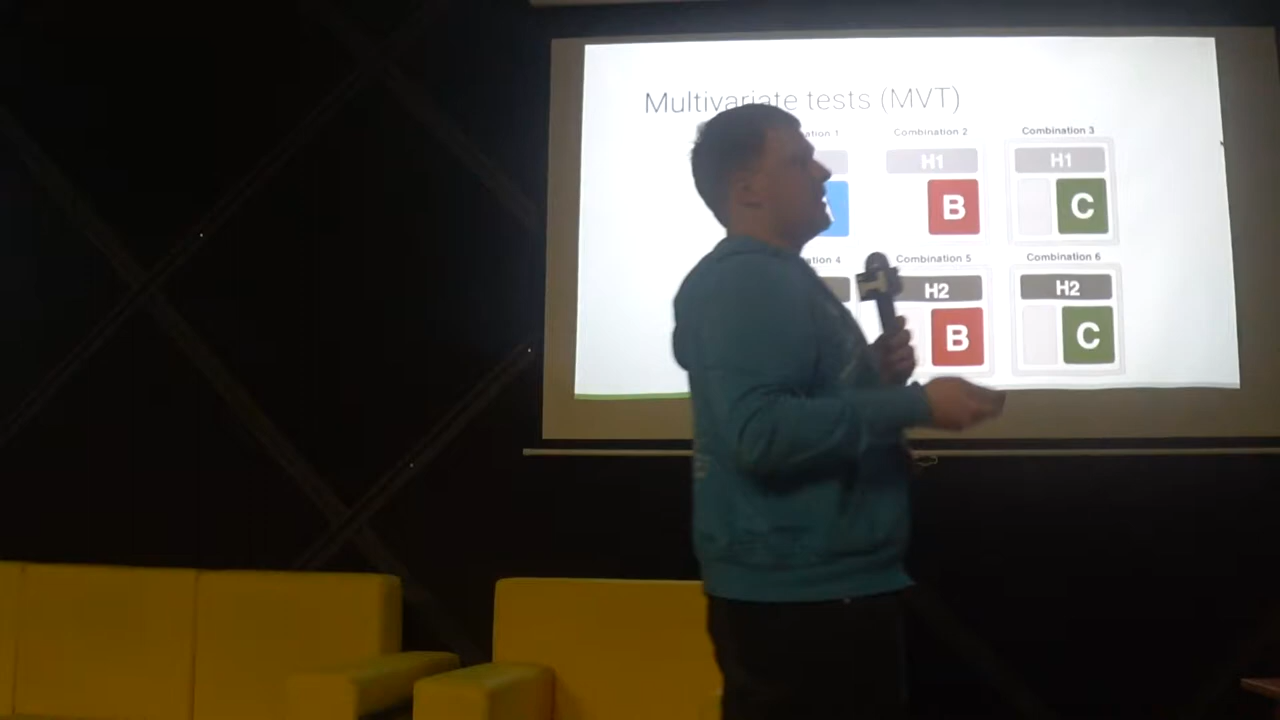 Multivariate tests (MVT)
Combination 2
Combination 3
H1
H1
B
C
Combination 5
Combination 6
H2
H2
B
C